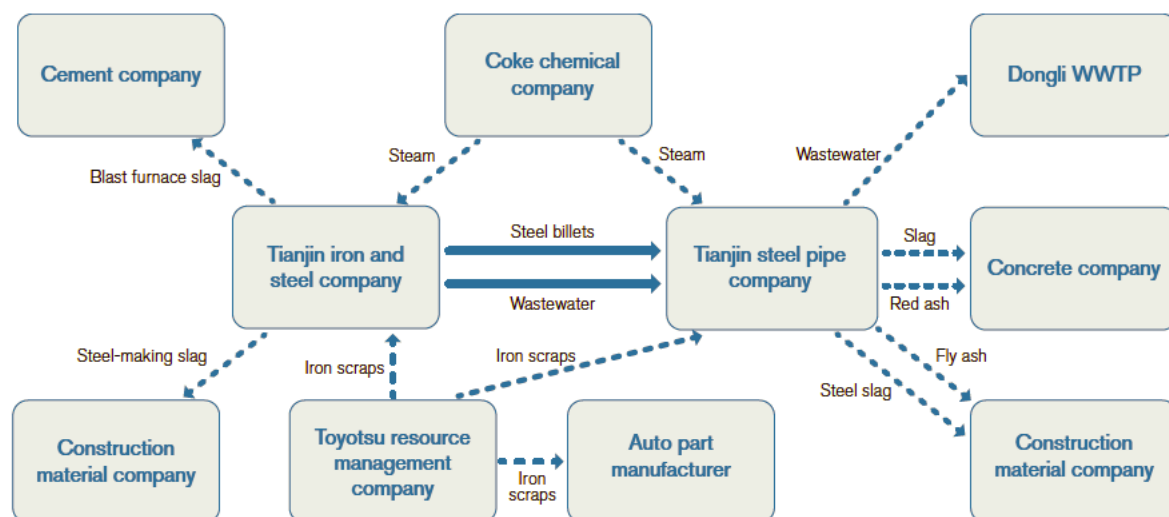 Cement company
Coke chemical
company
Dongli WWTP
Steam
Steam
Wastewater
Blast furnace slag
Tianjin iron and
steel company
Steel billets
Wastewater
Tianjin steel pipe
company
Slag
Red ash
Concrete company
Steel-making slag
Iron scraps
Iron scraps
Fly ash
Steel slag
Construction
material company
Toyotsu resource
management
company
Iron
scraps
Auto part
manufacturer
Construction
material company